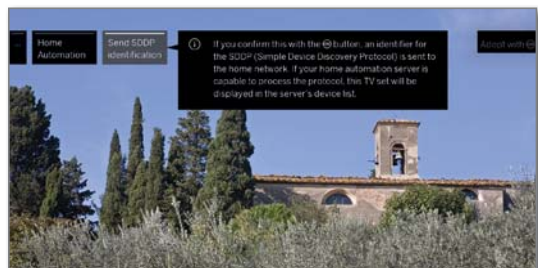 ...
Home
Automation
Send SDDP
identification
If you confirm this with the OK button, an identifier for
the SDDP (Simple Device Discovery Protocol) is sent to
the home network. If your home automation server is
capable to process the protocol, this TV set will be
displayed in the server's device list.
Adopt with OK